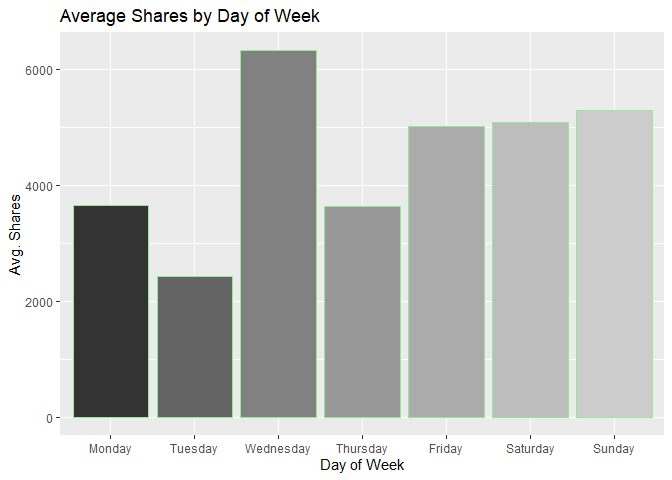 Average Shares by Day of Week
Avg. Shares
6000
4000
2000
0
Monday Tuesday Wednesday Thursday Friday Saturday Sunday
Day of Week